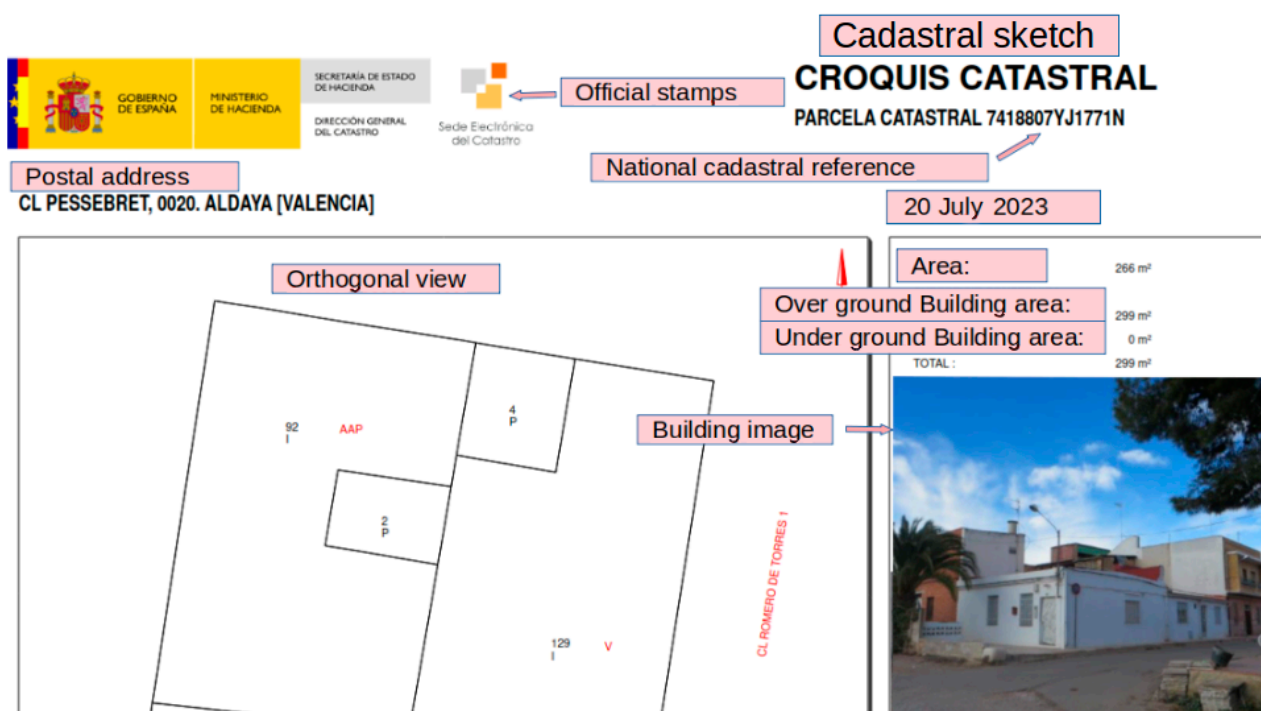 Cadastral sketch
CROQUIS CATASTRAL
PARCELA CATASTRAL 7418807YJ1771N
GOBIERNO
DE ESPAÑA
MINISTERIO
DE HACIENDA
SECRETARÍA DE ESTADO
DE HACIENDA
DIRECCIÓN GENERAL
DEL CATASTRO
Sede Electrónica
del Catastro
Official stamps
National cadastral reference
Postal address
CL PESSEBRET, 0020. ALDAYA [VALENCIA]
20 July 2023
Orthogonal view
Area: 266 m²
Over ground Building area: 299 m²
Under ground Building area: 0 m²
TOTAL : 299 m²
Building image
92
I
AAP
4
P
2
P
129
I
V
CL ROMERO DE TORRES 1